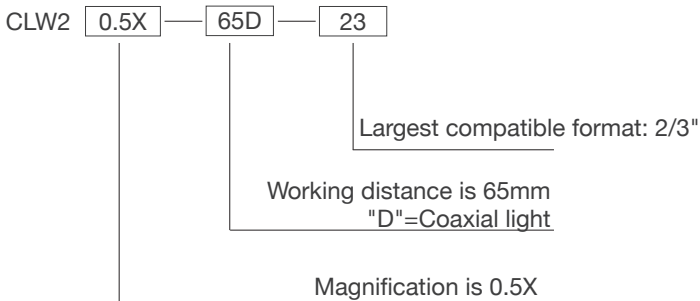 CLW2 0.5X 65D 23
Largest compatible format: 2/3"
Working distance is 65mm
"D"=Coaxial light
Magnification is 0.5X